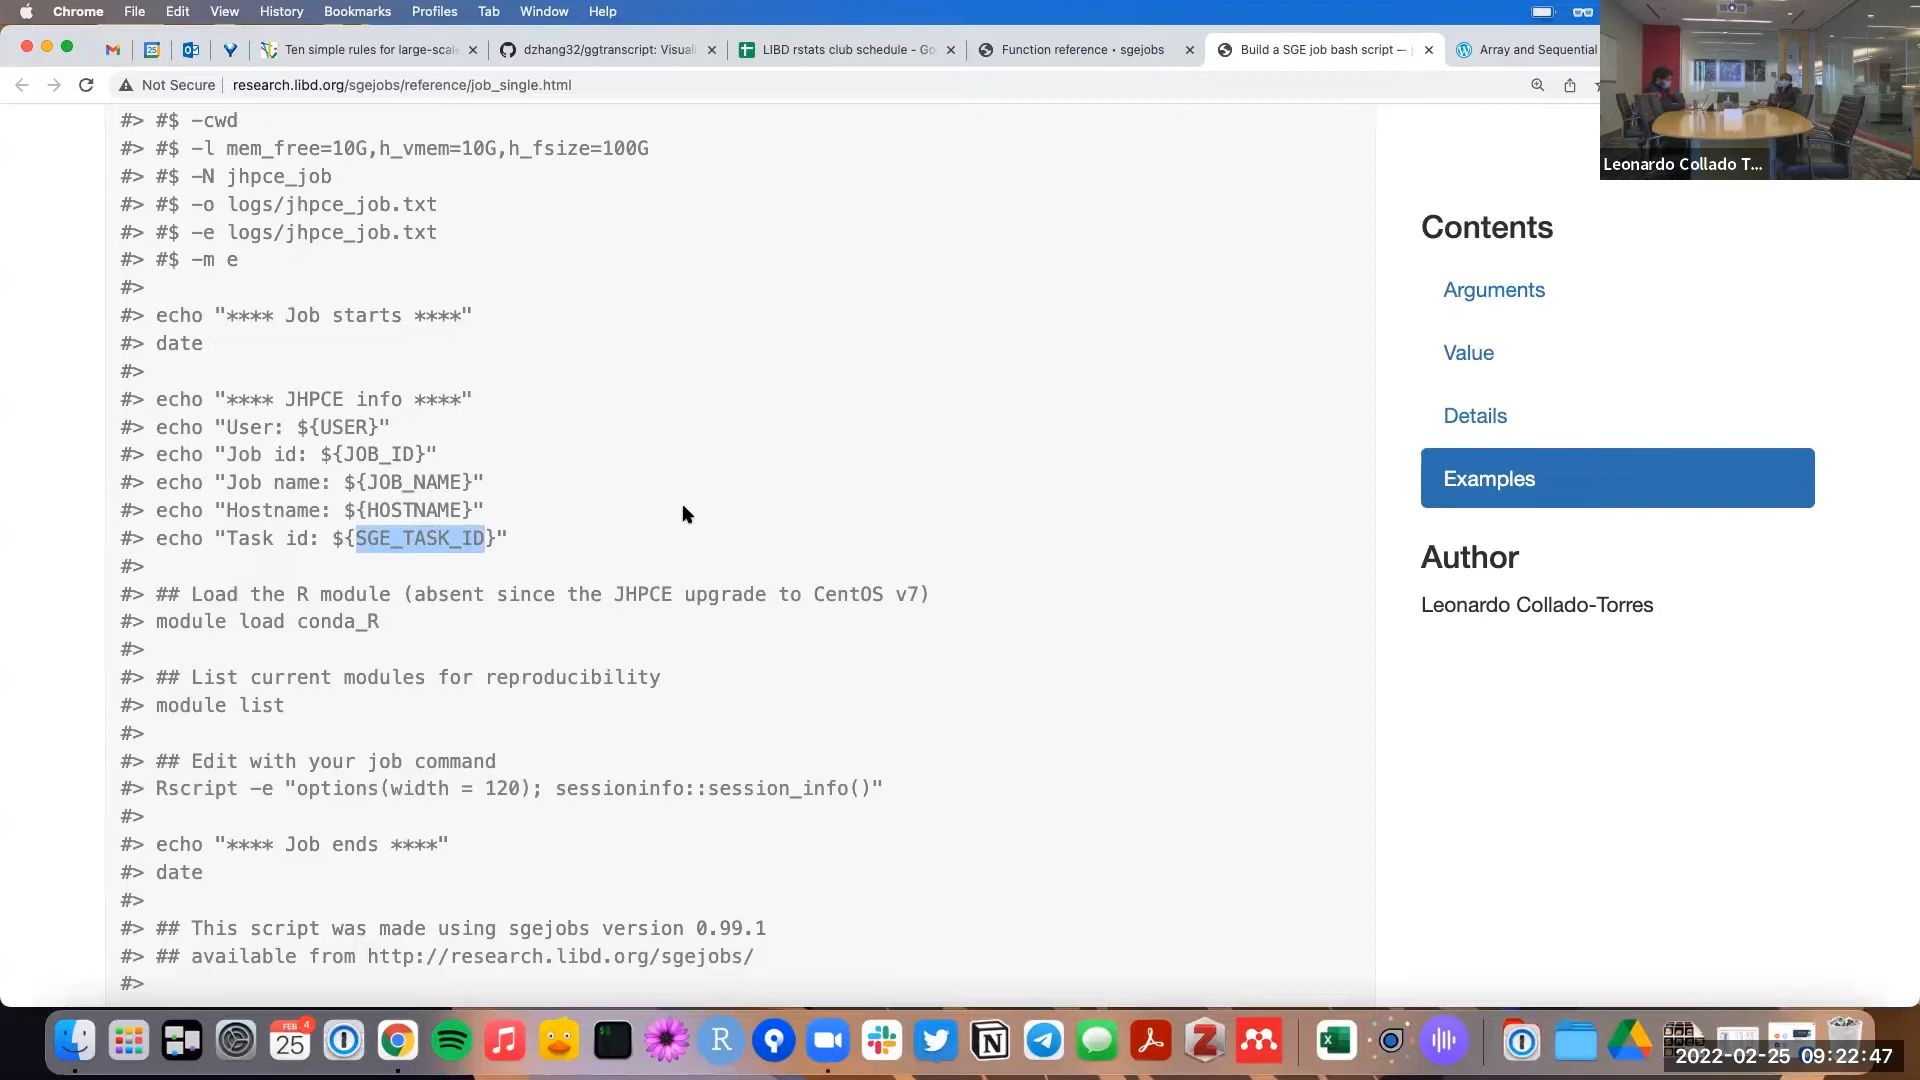 Chrome File Edit View History Bookmarks Profiles Tab Window Help
Ten simple rules for large-scale
dzhang32/ggtranscript: Visuali
LIBD rstats club schedule - Go
Function reference • sgejobs
Build a SGE job bash script —
Array and Sequential
Not Secure research.libd.org/sgejobs/reference/job_single.html
Leonardo Collado T...
#> #$ -cwd
#> #$ -l mem_free=10G,h_vmem=10G,h_fsize=100G
#> #$ -N jhpce_job
#> #$ -o logs/jhpce_job.txt
#> #$ -e logs/jhpce_job.txt
#> #$ -m e
#>
#> echo "**** Job starts ****"
#> date
#>
#> echo "**** JHPCE info ****"
#> echo "User: ${USER}"
#> echo "Job id: ${JOB_ID}"
#> echo "Job name: ${JOB_NAME}"
#> echo "Hostname: ${HOSTNAME}"
#> echo "Task id: ${SGE_TASK_ID}"
#>
#> ## Load the R module (absent since the JHPCE upgrade to CentOS v7)
#> module load conda_R
#>
#> ## List current modules for reproducibility
#> module list
#>
#> ## Edit with your job command
#> Rscript -e "options(width = 120); sessioninfo::session_info()"
#>
#> echo "**** Job ends ****"
#> date
#>
#> ## This script was made using sgejobs version 0.99.1
#> ## available from http://research.libd.org/sgejobs/
#>
Contents
Arguments
Value
Details
Examples
Author
Leonardo Collado-Torres
FEB 4
25
2022-02-25 09:22:47